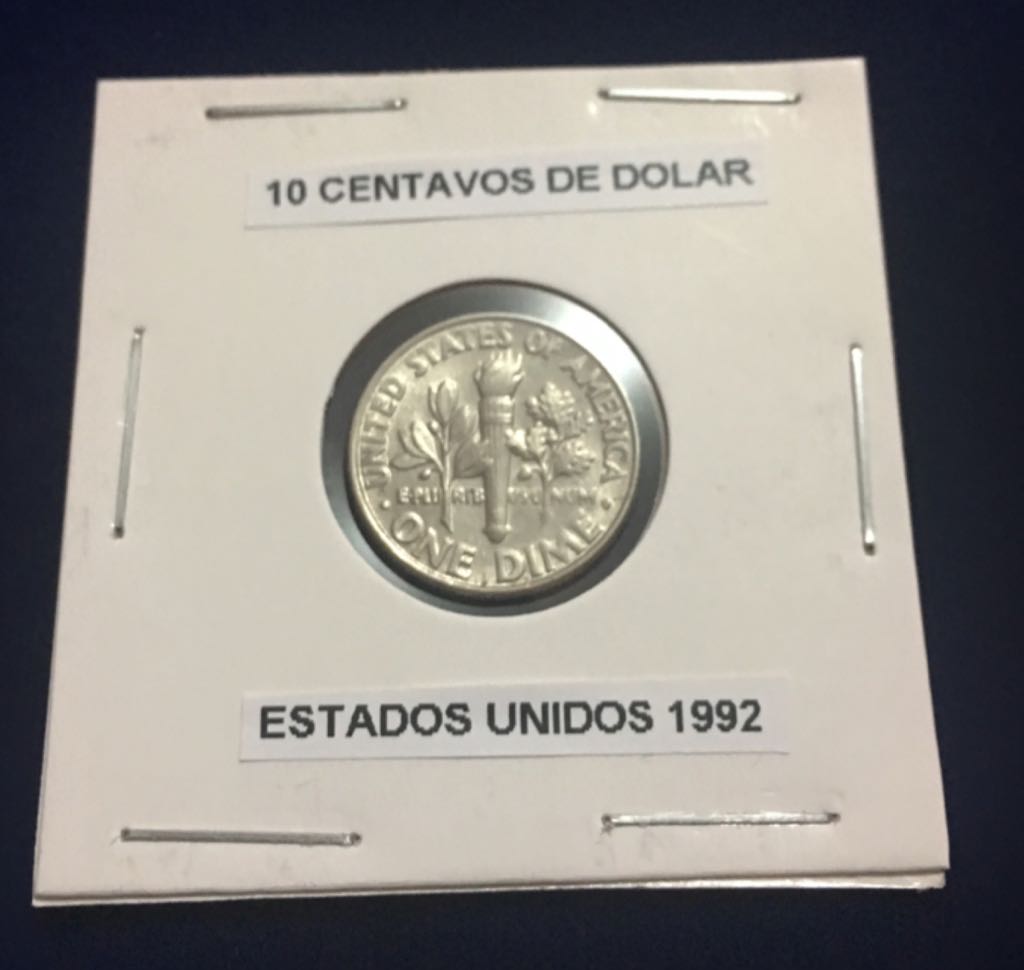 10 CENTAVOS DE DOLAR
UNITED STATES OF AMERICA
E PLURIBUS UNUM
ONE DIME
ESTADOS UNIDOS 1992